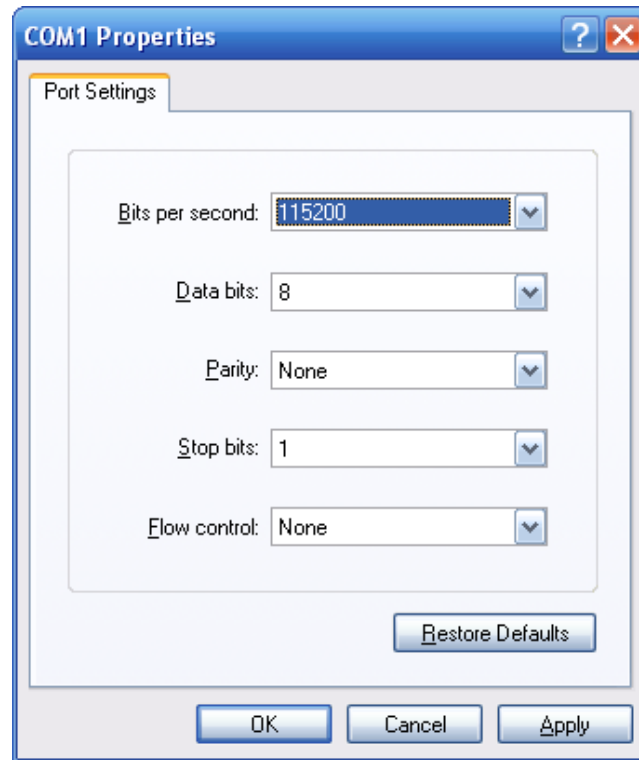 COM1 Properties
Port Settings
Bits per second: 115200
Data bits: 8
Parity: None
Stop bits: 1
Flow control: None
Restore Defaults
OK Cancel Apply